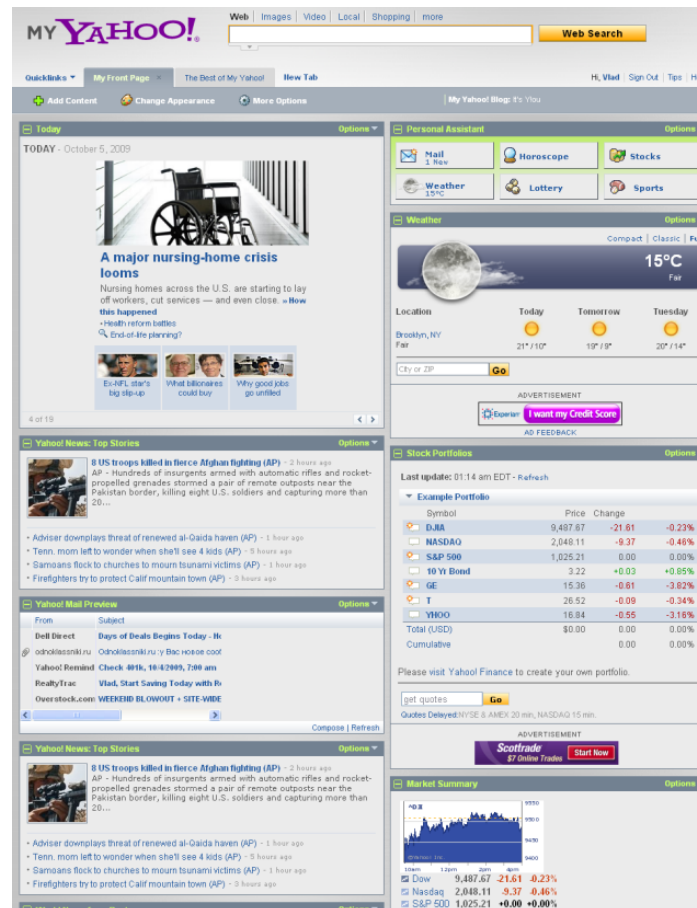 MY YAHOO!
Web | Images | Video | Local | Shopping | more
Web Search
Quicklinks
My Front Page
The Best of My Yahoo!
New Tab
Hi, Vlad | Sign Out | Tips | H
Add Content
Change Appearance
More Options
My Yahoo! Blog: It's You
Today
Options
TODAY - October 5, 2009
A major nursing-home crisis
looms
Nursing homes across the U.S. are starting to lay
off workers, cut services — and even close. » How
this happened
• Health reform battles
End-of-life planning?
Ex-NFL star's
big slip-up
What billionaires
could buy
Why good jobs
go unfilled
4 of 19
Yahoo! News: Top Stories
Options
8 US troops killed in fierce Afghan fighting (AP) - 2 hours ago
AP - Hundreds of insurgents armed with automatic rifles and rocket-
propelled grenades stormed a pair of remote outposts near the
Pakistan border, killing eight U.S. soldiers and capturing more than
20...
• Adviser downplays threat of renewed al-Qaida haven (AP) - 1 hour ago
• Tenn. mom left to wonder when she'll see 4 kids (AP) - 5 hours ago
• Samoans flock to churches to mourn tsunami victims (AP) - 1 hour ago
• Firefighters try to protect Calif mountain town (AP) - 3 hours ago
Yahoo! Mail Preview
Options
From Subject
Dell Direct Days of Deals Begins Today - Ho
odnoklassniki.ru Odnoklassniki.ru :у Вас новое сооб
Yahoo! Remind Check 401k, 10/4/2009, 7:00 am
RealtyTrac Vlad, Start Saving Today with Re
Overstock.com WEEKEND BLOWOUT + SITE-WIDE
Compose | Refresh
Yahoo! News: Top Stories
Options
8 US troops killed in fierce Afghan fighting (AP) - 2 hours ago
AP - Hundreds of insurgents armed with automatic rifles and rocket-
propelled grenades stormed a pair of remote outposts near the
Pakistan border, killing eight U.S. soldiers and capturing more than
20...
• Adviser downplays threat of renewed al-Qaida haven (AP) - 1 hour ago
• Tenn. mom left to wonder when she'll see 4 kids (AP) - 5 hours ago
• Samoans flock to churches to mourn tsunami victims (AP) - 1 hour ago
• Firefighters try to protect Calif mountain town (AP) - 3 hours ago
Personal Assistant
Options
Mail
1 New
Horoscope
Stocks
Weather
15°C
Lottery
Sports
Weather
Options
Compact | Classic | Fu
15°C
Fair
Location Today Tomorrow Tuesday
Brooklyn, NY
Fair
21° / 10° 19° / 9° 20° / 14°
City or ZIP
Go
ADVERTISEMENT
Experian I want my Credit Score
AD FEEDBACK
Stock Portfolios
Options
Last update: 01:14 am EDT - Refresh
Example Portfolio
Symbol Price Change
DJIA 9,487.67 -21.61 -0.23%
NASDAQ 2,048.11 -9.37 -0.46%
S&P 500 1,025.21 0.00 0.00%
10 Yr Bond 3.22 +0.03 +0.85%
GE 15.36 -0.61 -3.82%
T 26.52 -0.09 -0.34%
YHOO 16.84 -0.55 -3.16%
Total (USD) $0.00 0.00 0.00%
Cumulative 0.00 0.00%
Please visit Yahoo! Finance to create your own portfolio.
get quotes
Go
Quotes Delayed:NYSE & AMEX 20 min, NASDAQ 15 min.
ADVERTISEMENT
Scottrade
$7 Online Trades
Start Now
Market Summary
Options
^DJI
9550
9500
9450
9400
10am 12pm 2pm 4pm
Dow 9,487.67 -21.61 -0.23%
Nasdaq 2,048.11 -9.37 -0.46%
S&P 500 1,025.21 +0.00 +0.00%